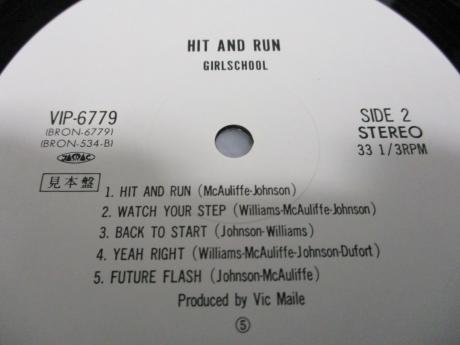 HIT AND RUN
GIRLSCHOOL
VIP-6779
(BRON-6779)
(BRON-534-B)
JASRAC
見本盤
SIDE 2
STEREO
33 1/3RPM
1. HIT AND RUN (McAuliffe-Johnson)
2. WATCH YOUR STEP (Williams-McAuliffe-Johnson)
3. BACK TO START (Johnson-Williams)
4. YEAH RIGHT (Williams-McAuliffe-Johnson-Dufort)
5. FUTURE FLASH (Johnson-McAuliffe)
Produced by Vic Maile
⑤